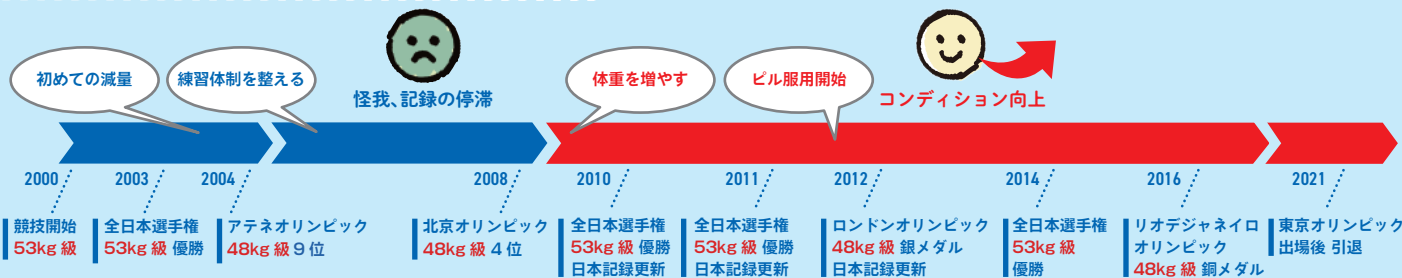 初めての減量
練習体制を整える
怪我、記録の停滞
体重を増やす
ピル服用開始
コンディション向上
2000
競技開始
53kg 級
2003
全日本選手権
53kg 級 優勝
2004
アテネオリンピック
48kg 級 9 位
2008
北京オリンピック
48kg 級 4 位
2010
全日本選手権
53kg 級 優勝
日本記録更新
2011
全日本選手権
53kg 級 優勝
日本記録更新
2012
ロンドンオリンピック
48kg 級 銀メダル
日本記録更新
2014
全日本選手権
53kg 級
優勝
2016
リオデジャネイロ
オリンピック
48kg 級 銅メダル
2021
東京オリンピック
出場後 引退